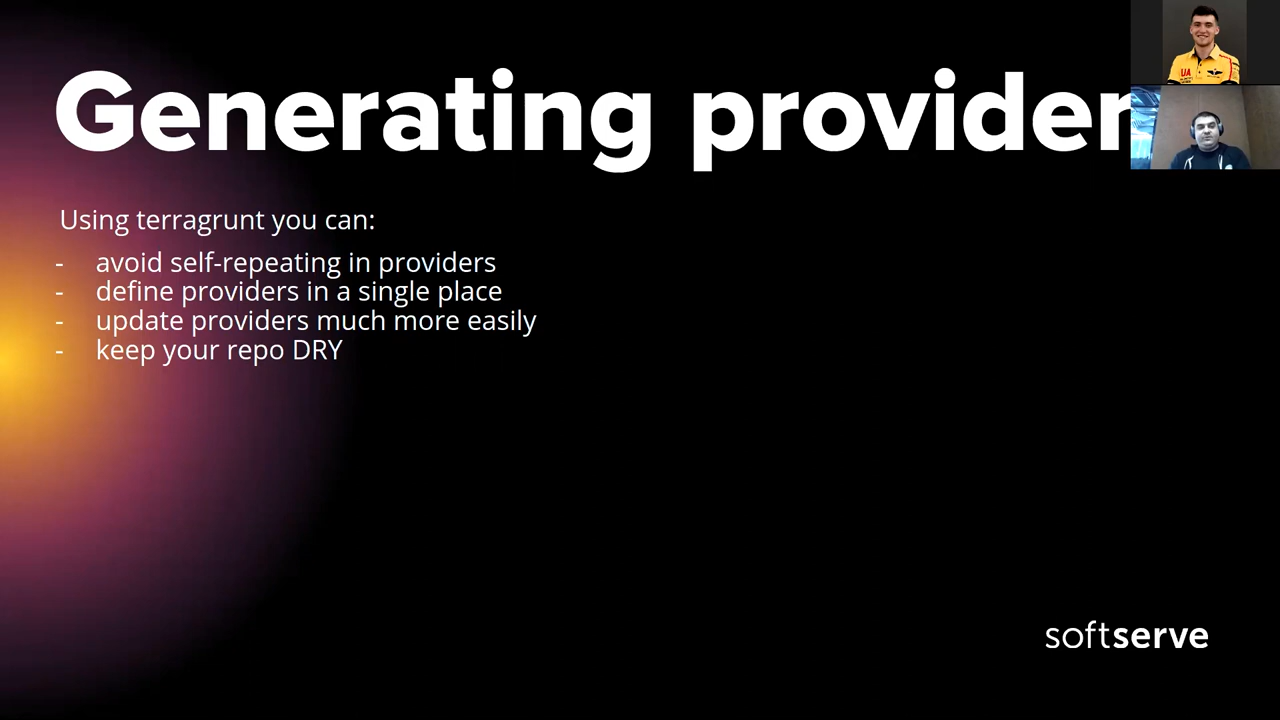 Generating provider
Using terragrunt you can:
- avoid self-repeating in providers
- define providers in a single place
- update providers much more easily
- keep your repo DRY
UA
softserve